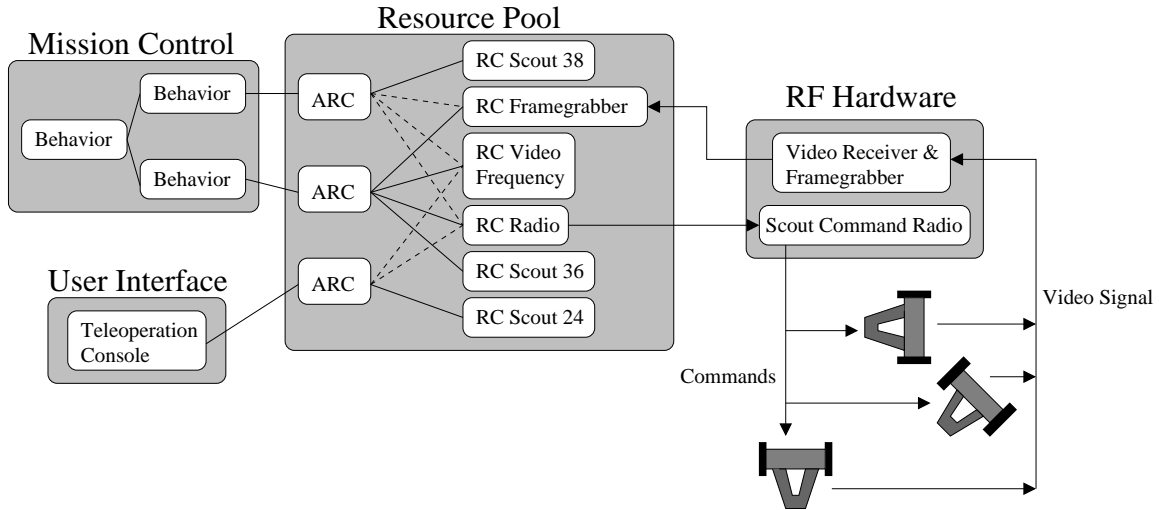 Resource Pool
Mission Control
RF Hardware
Behavior
Behavior
Behavior
ARC
ARC
ARC
RC Scout 38
RC Framegrabber
RC Video
Frequency
RC Radio
RC Scout 36
RC Scout 24
Video Receiver &
Framegrabber
Scout Command Radio
User Interface
Teleoperation
Console
Video Signal
Commands